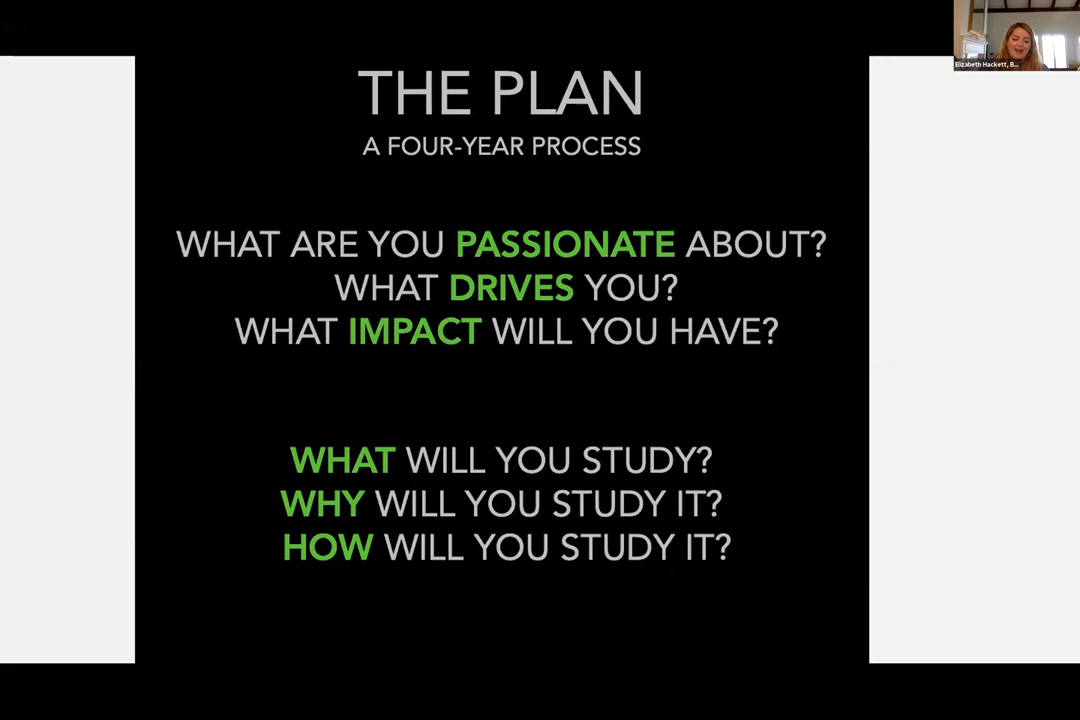 THE PLAN
A FOUR-YEAR PROCESS
WHAT ARE YOU PASSIONATE ABOUT?
WHAT DRIVES YOU?
WHAT IMPACT WILL YOU HAVE?
WHAT WILL YOU STUDY?
WHY WILL YOU STUDY IT?
HOW WILL YOU STUDY IT?
Elizabeth Hackett, B...